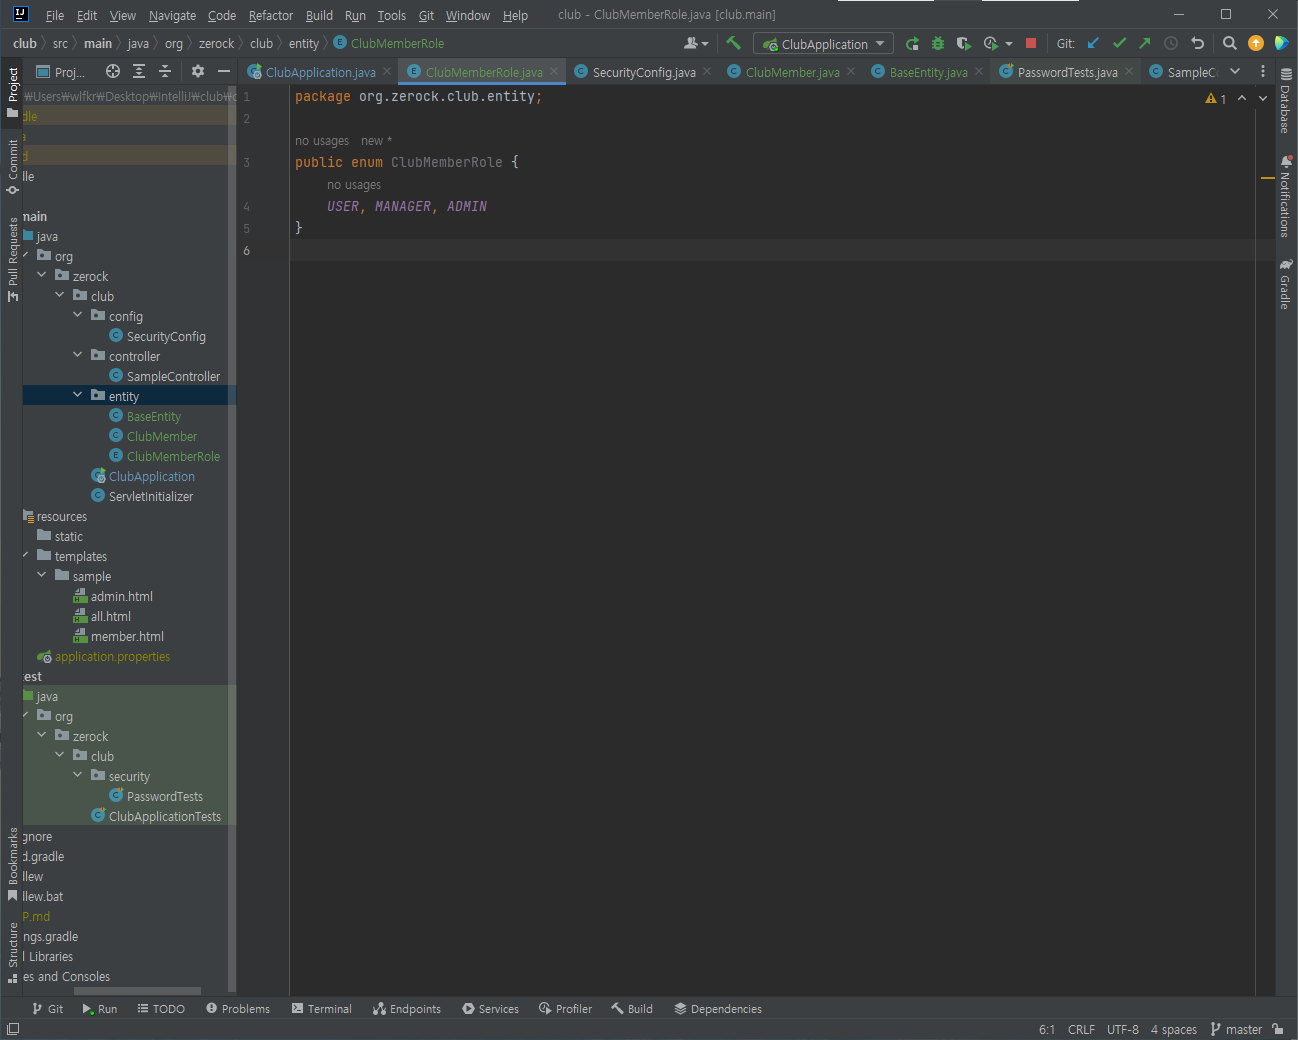 File Edit View Navigate Code Refactor Build Run Tools Git Window Help club - ClubMemberRole.java [club.main]
club src main java org zerock club entity ClubMemberRole ClubApplication Git:
Project Proj... ClubApplication.java ClubMemberRole.java SecurityConfig.java ClubMember.java BaseEntity.java PasswordTests.java SampleC
₩Users₩wlfkr₩Desktop₩IntelliJ₩club₩
dle
lle
main
java
org
zerock
club
config
SecurityConfig
controller
SampleController
entity
BaseEntity
ClubMember
ClubMemberRole
ClubApplication
ServletInitializer
resources
static
templates
sample
admin.html
all.html
member.html
application.properties
test
java
org
zerock
club
security
PasswordTests
ClubApplicationTests
gnore
d.gradle
dlew
dlew.bat
P.md
ngs.gradle
l Libraries
es and Consoles
Commit
Pull Requests
Bookmarks
Structure
1 package org.zerock.club.entity;
2
no usages new *
3 public enum ClubMemberRole {
no usages
4 USER, MANAGER, ADMIN
5 }
6
1
Database
Notifications
Gradle
Git Run TODO Problems Terminal Endpoints Services Profiler Build Dependencies
6:1 CRLF UTF-8 4 spaces master